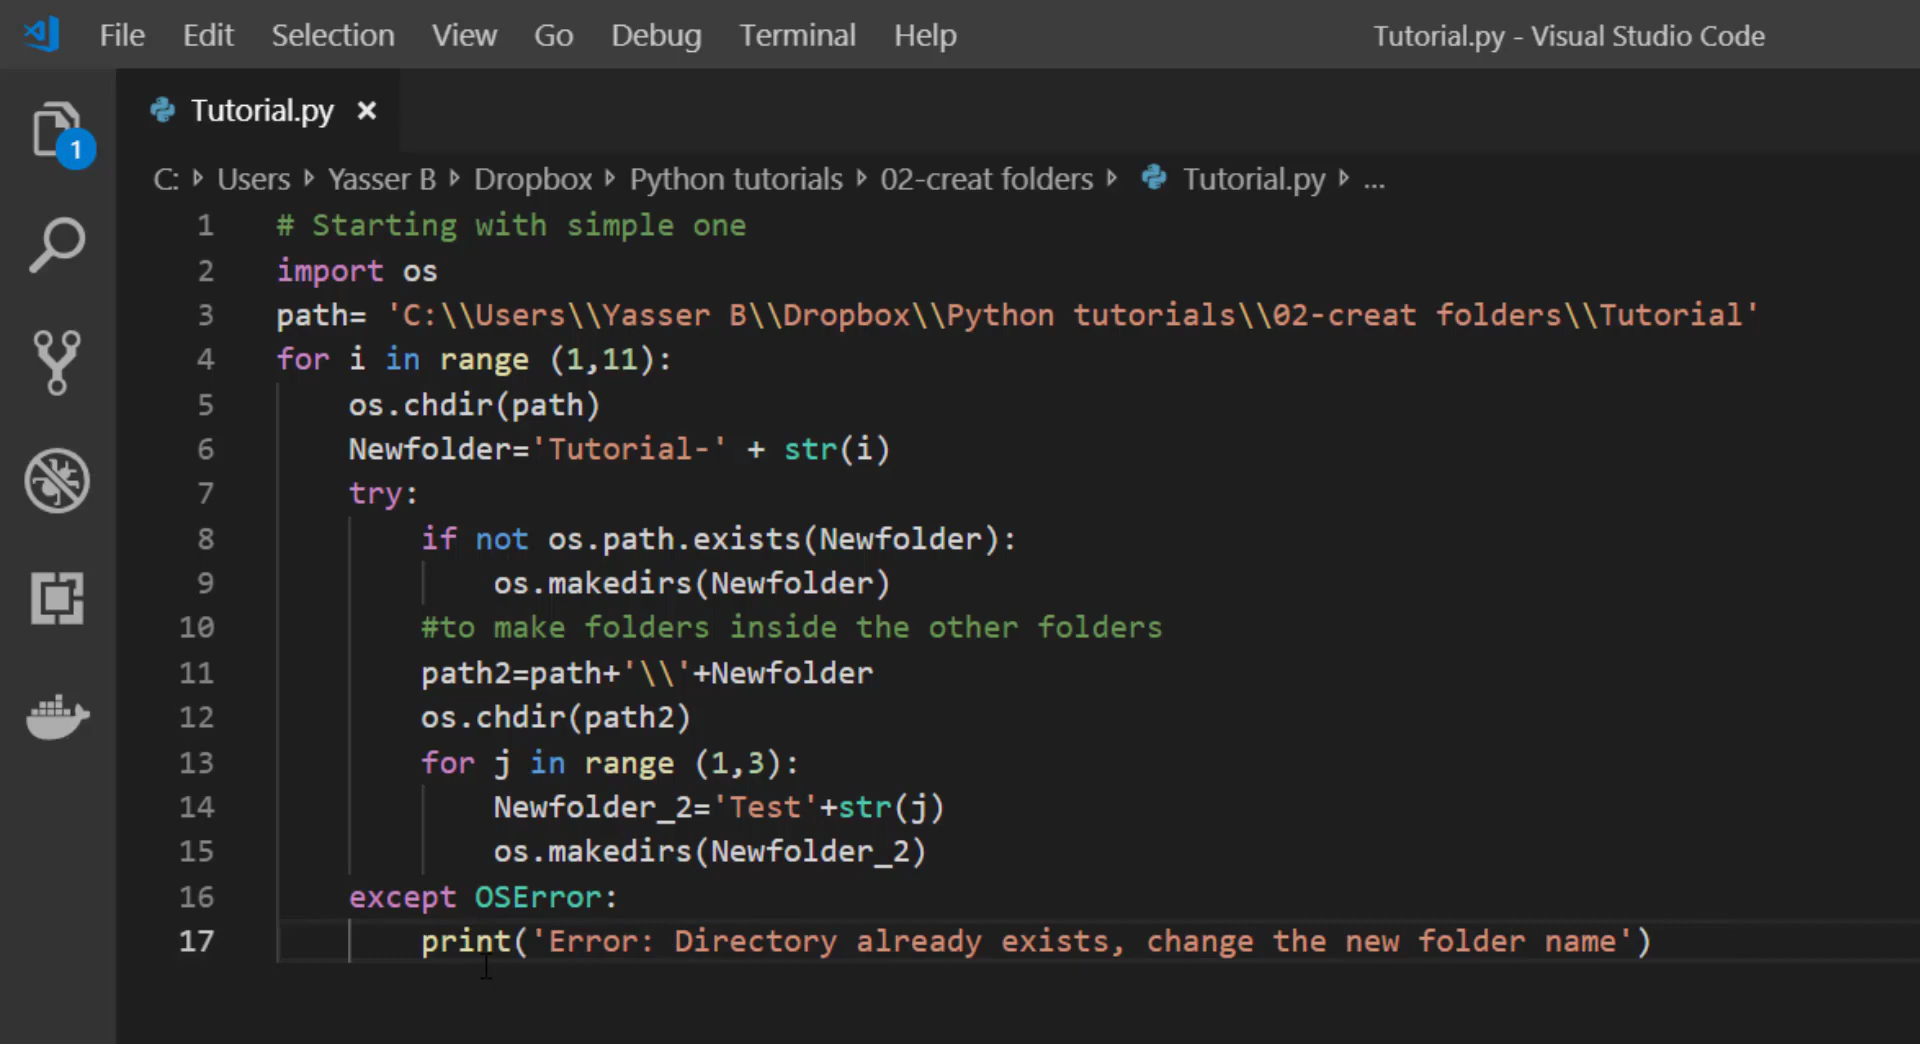 File Edit Selection View Go Debug Terminal Help Tutorial.py - Visual Studio Code
Tutorial.py
1
C: Users Yasser B Dropbox Python tutorials 02-creat folders Tutorial.py ...
1 # Starting with simple one
2 import os
3 path= 'C:\\Users\\Yasser B\\Dropbox\\Python tutorials\\02-creat folders\\Tutorial'
4 for i in range (1,11):
5 os.chdir(path)
6 Newfolder='Tutorial-' + str(i)
7 try:
8 if not os.path.exists(Newfolder):
9 os.makedirs(Newfolder)
10 #to make folders inside the other folders
11 path2=path+'\\'+Newfolder
12 os.chdir(path2)
13 for j in range (1,3):
14 Newfolder_2='Test'+str(j)
15 os.makedirs(Newfolder_2)
16 except OSError:
17 print('Error: Directory already exists, change the new folder name')